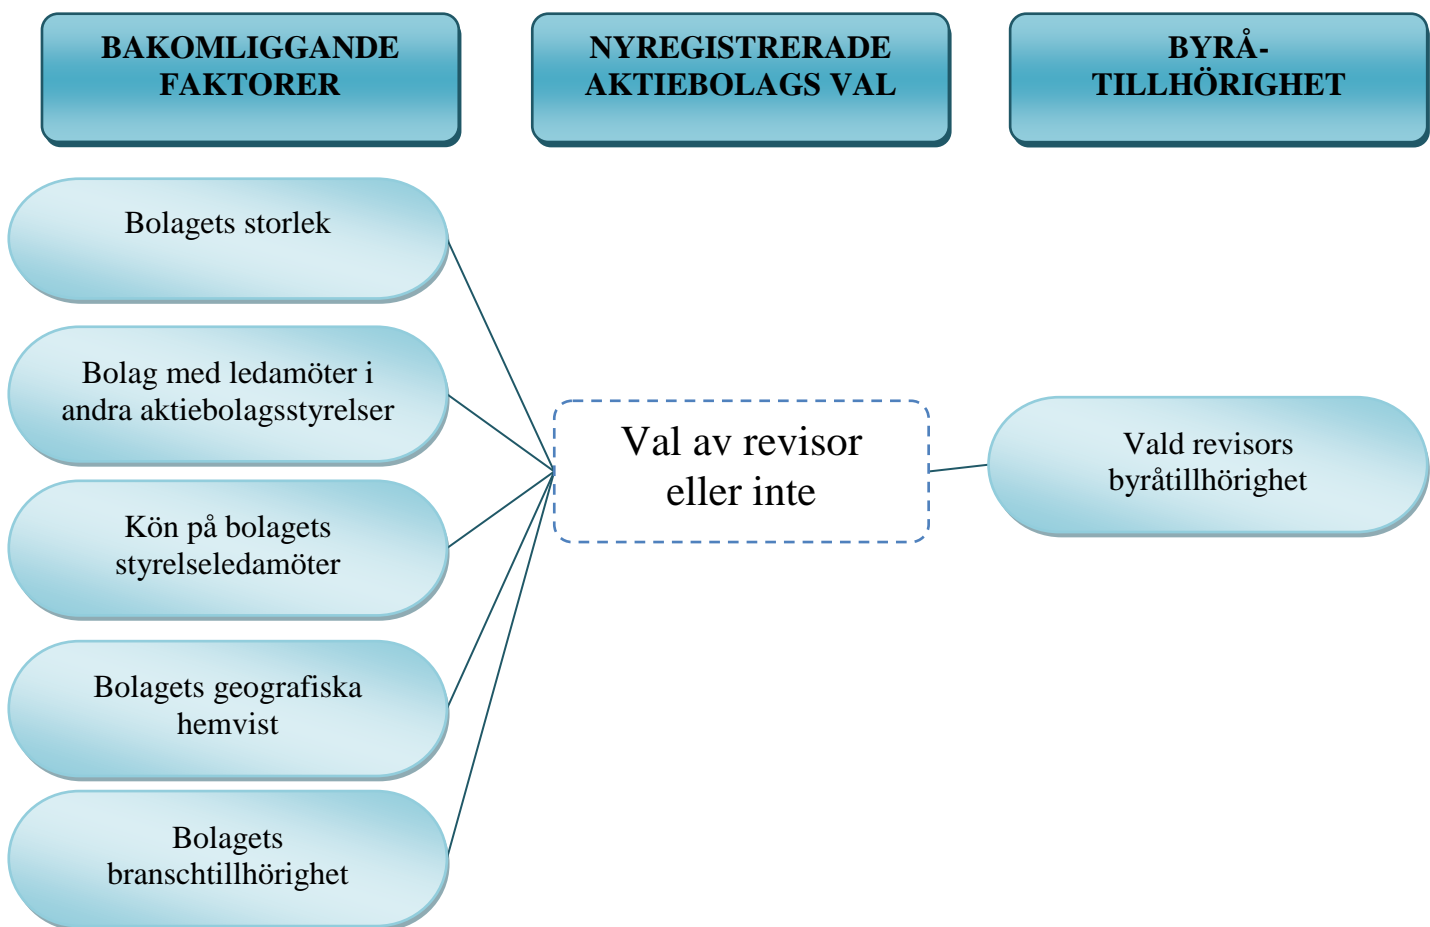 BAKOMLIGGANDE
FAKTORER
NYREGISTRERADE
AKTIEBOLAGS VAL
BYRÅ-
TILLHÖRIGHET
Bolagets storlek
Bolag med ledamöter i
andra aktiebolagsstyrelser
Kön på bolagets
styrelseledamöter
Bolagets geografiska
hemvist
Bolagets
branschtillhörighet
Val av revisor
eller inte
Vald revisors
byråtillhörighet